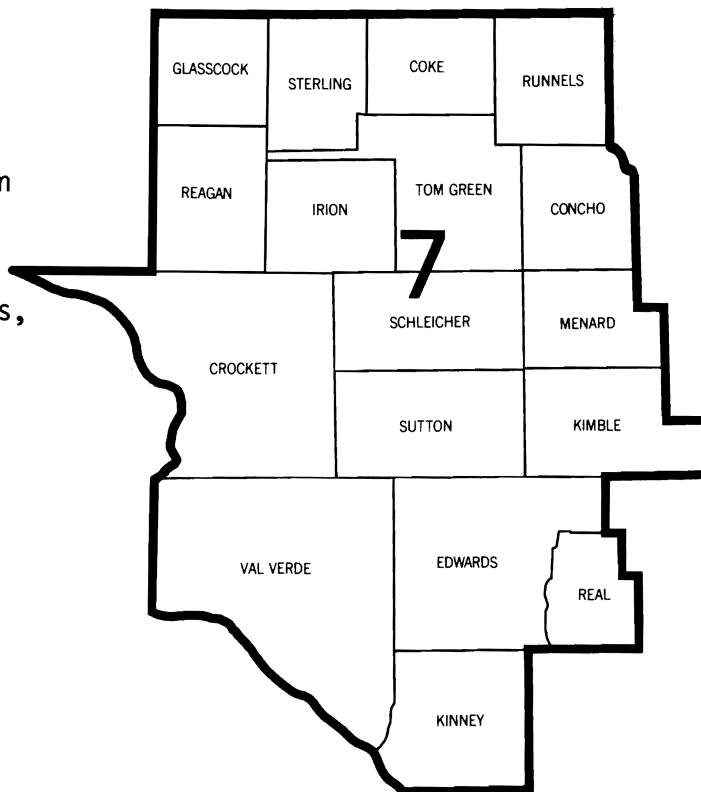 GLASSCOCK
STERLING
COKE
RUNNELS
m
REAGAN
IRION
TOM GREEN
CONCHO
7
s,
SCHLEICHER
MENARD
CROCKETT
SUTTON
KIMBLE
VAL VERDE
EDWARDS
REAL
KINNEY